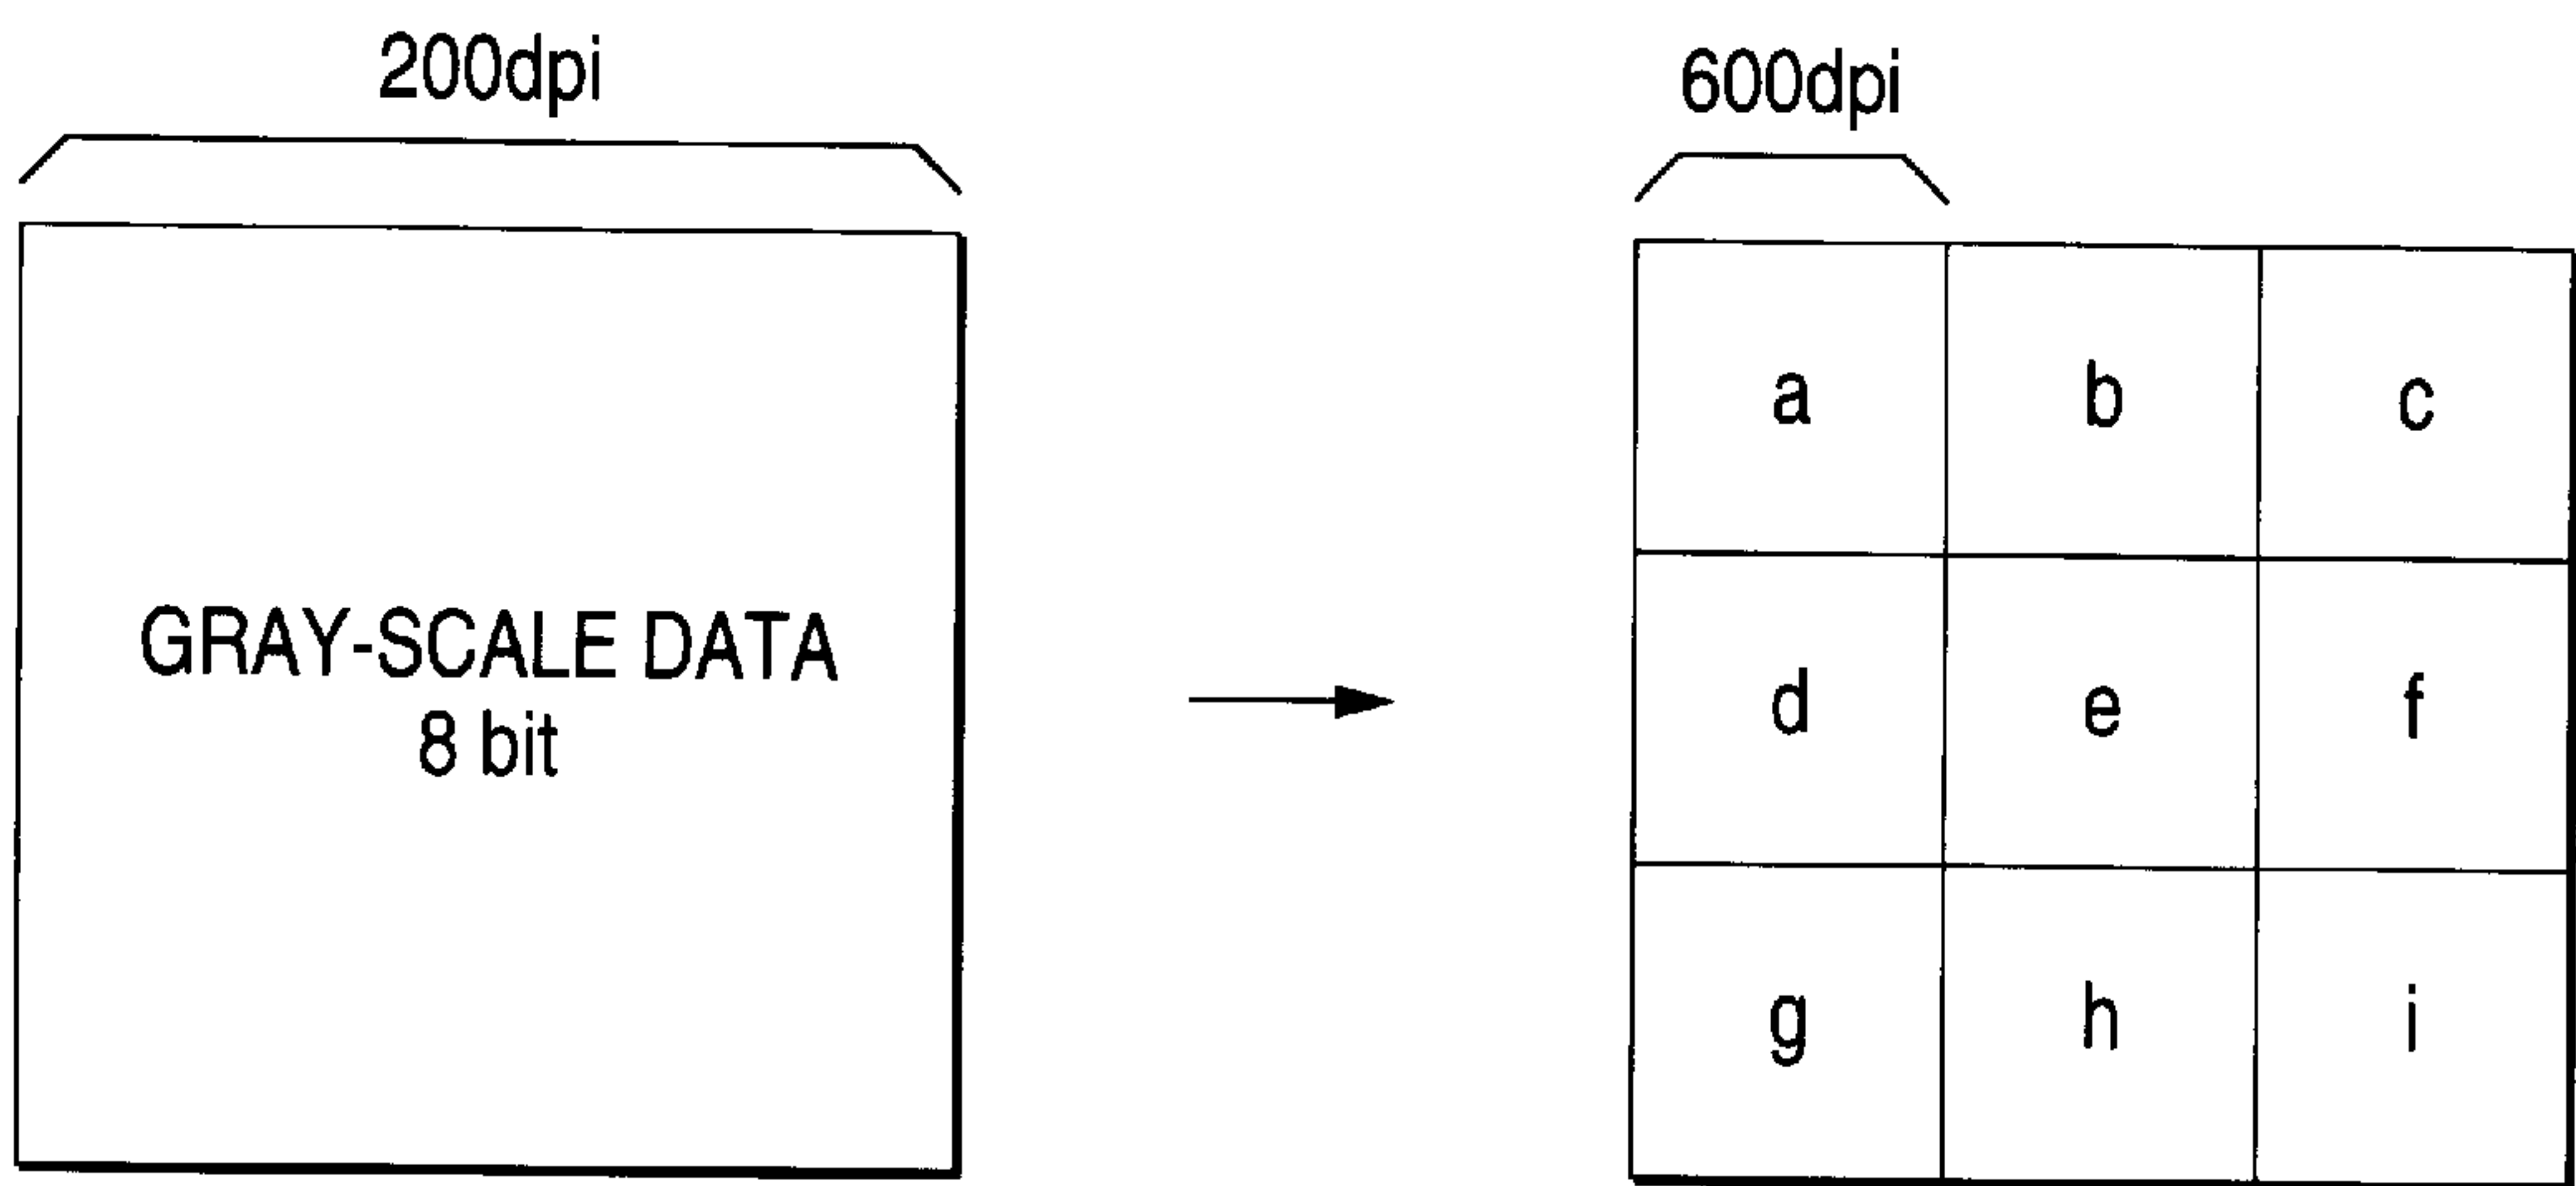 200dpi
600dpi
GRAY-SCALE DATA
8 bit
a b c
d e f
g h i